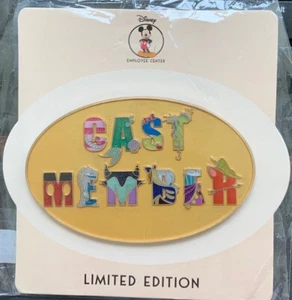 Disney
EMPLOYEE CENTER
CAST
MEMBER
LIMITED EDITION